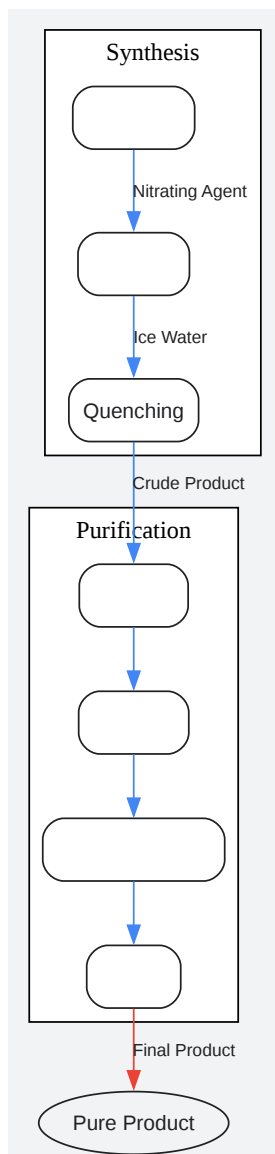 Synthesis
Nitrating Agent
Ice Water
Quenching
Crude Product
Purification
Final Product
Pure Product